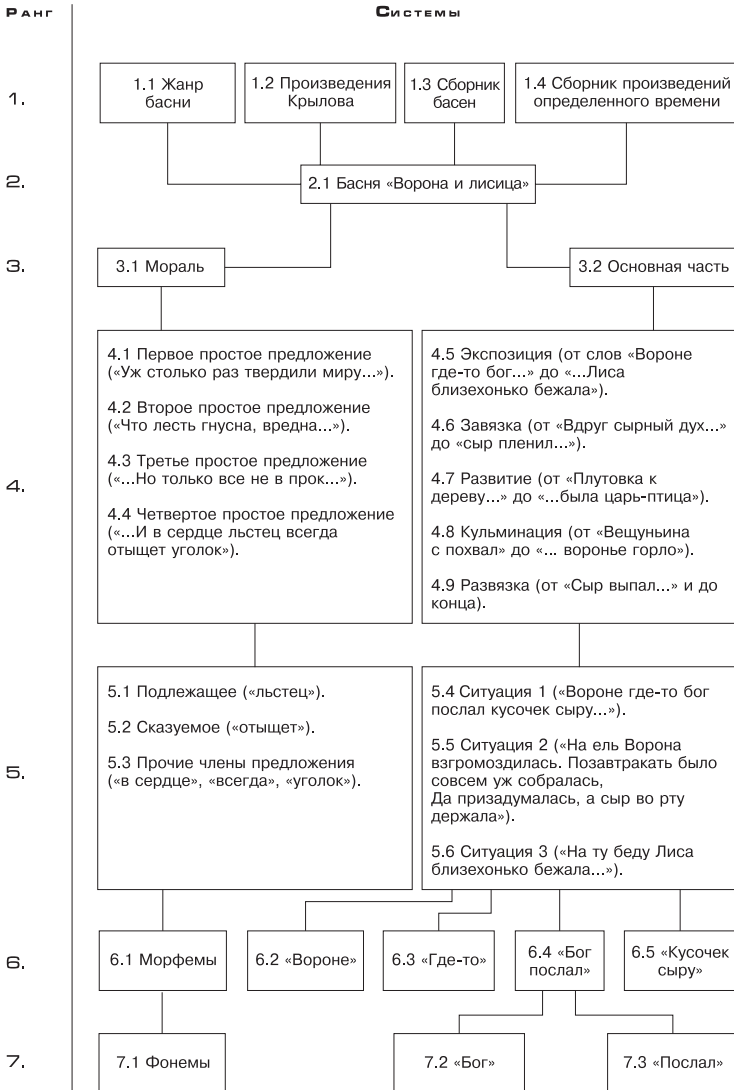 Ранг Системы
1.
1.1 Жанр
басни
1.2 Произведения
Крылова
1.3 Сборник
басен
1.4 Сборник произведений
определенного времени
2.
2.1 Басня «Ворона и лисица»
3.
3.1 Мораль
3.2 Основная часть
4.
4.1 Первое простое предложение
(«Уж столько раз твердили миру...»).
4.2 Второе простое предложение
(«Что лесть гнусна, вредна...»).
4.3 Третье простое предложение
(«...Но только все не в прок...»).
4.4 Четвертое простое предложение
(«...И в сердце льстец всегда
отыщет уголок»).
4.5 Экспозиция (от слов «Вороне
где-то бог...» до «...Лиса
близехонько бежала»).
4.6 Завязка (от «Вдруг сырный дух...»
до «сыр пленил...»).
4.7 Развитие (от «Плутовка к
дереву...» до «...была царь-птица»).
4.8 Кульминация (от «Вещуньина
с похвал» до «... воронье горло»).
4.9 Развязка (от «Сыр выпал...» и до
конца).
5.
5.1 Подлежащее («льстец»).
5.2 Сказуемое («отыщет»).
5.3 Прочие члены предложения
(«в сердце», «всегда», «уголок»).
5.4 Ситуация 1 («Вороне где-то бог
послал кусочек сыру...»).
5.5 Ситуация 2 («На ель Ворона
взгромоздилась. Позавтракать было
совсем уж собралась,
Да призадумалась, а сыр во рту
держала»).
5.6 Ситуация 3 («На ту беду Лиса
близехонько бежала...»).
6.
6.1 Морфемы
6.2 «Вороне»
6.3 «Где-то»
6.4 «Бог
послал»
6.5 «Кусочек
сыру»
7.
7.1 Фонемы
7.2 «Бог»
7.3 «Послал»